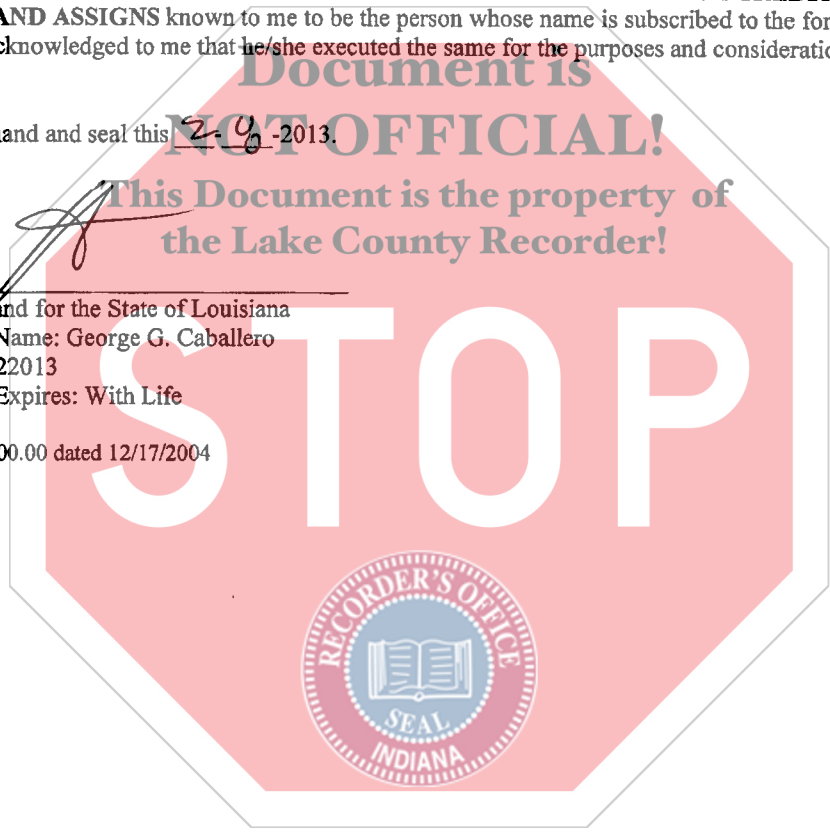 AND ASSIGNS known to me to be the person whose name is subscribed to the for
cknowledged to me that he/she executed the same for the purposes and consideratio
Document is
and and seal this 2- -2013.
NOT OFFICIAL!
This Document is the property of
the Lake County Recorder!
and for the State of Louisiana
Name: George G. Caballero
22013
Expires: With Life
00.00 dated 12/17/2004
STOP
RECORDER'S OFFICE
SEAL
INDIANA